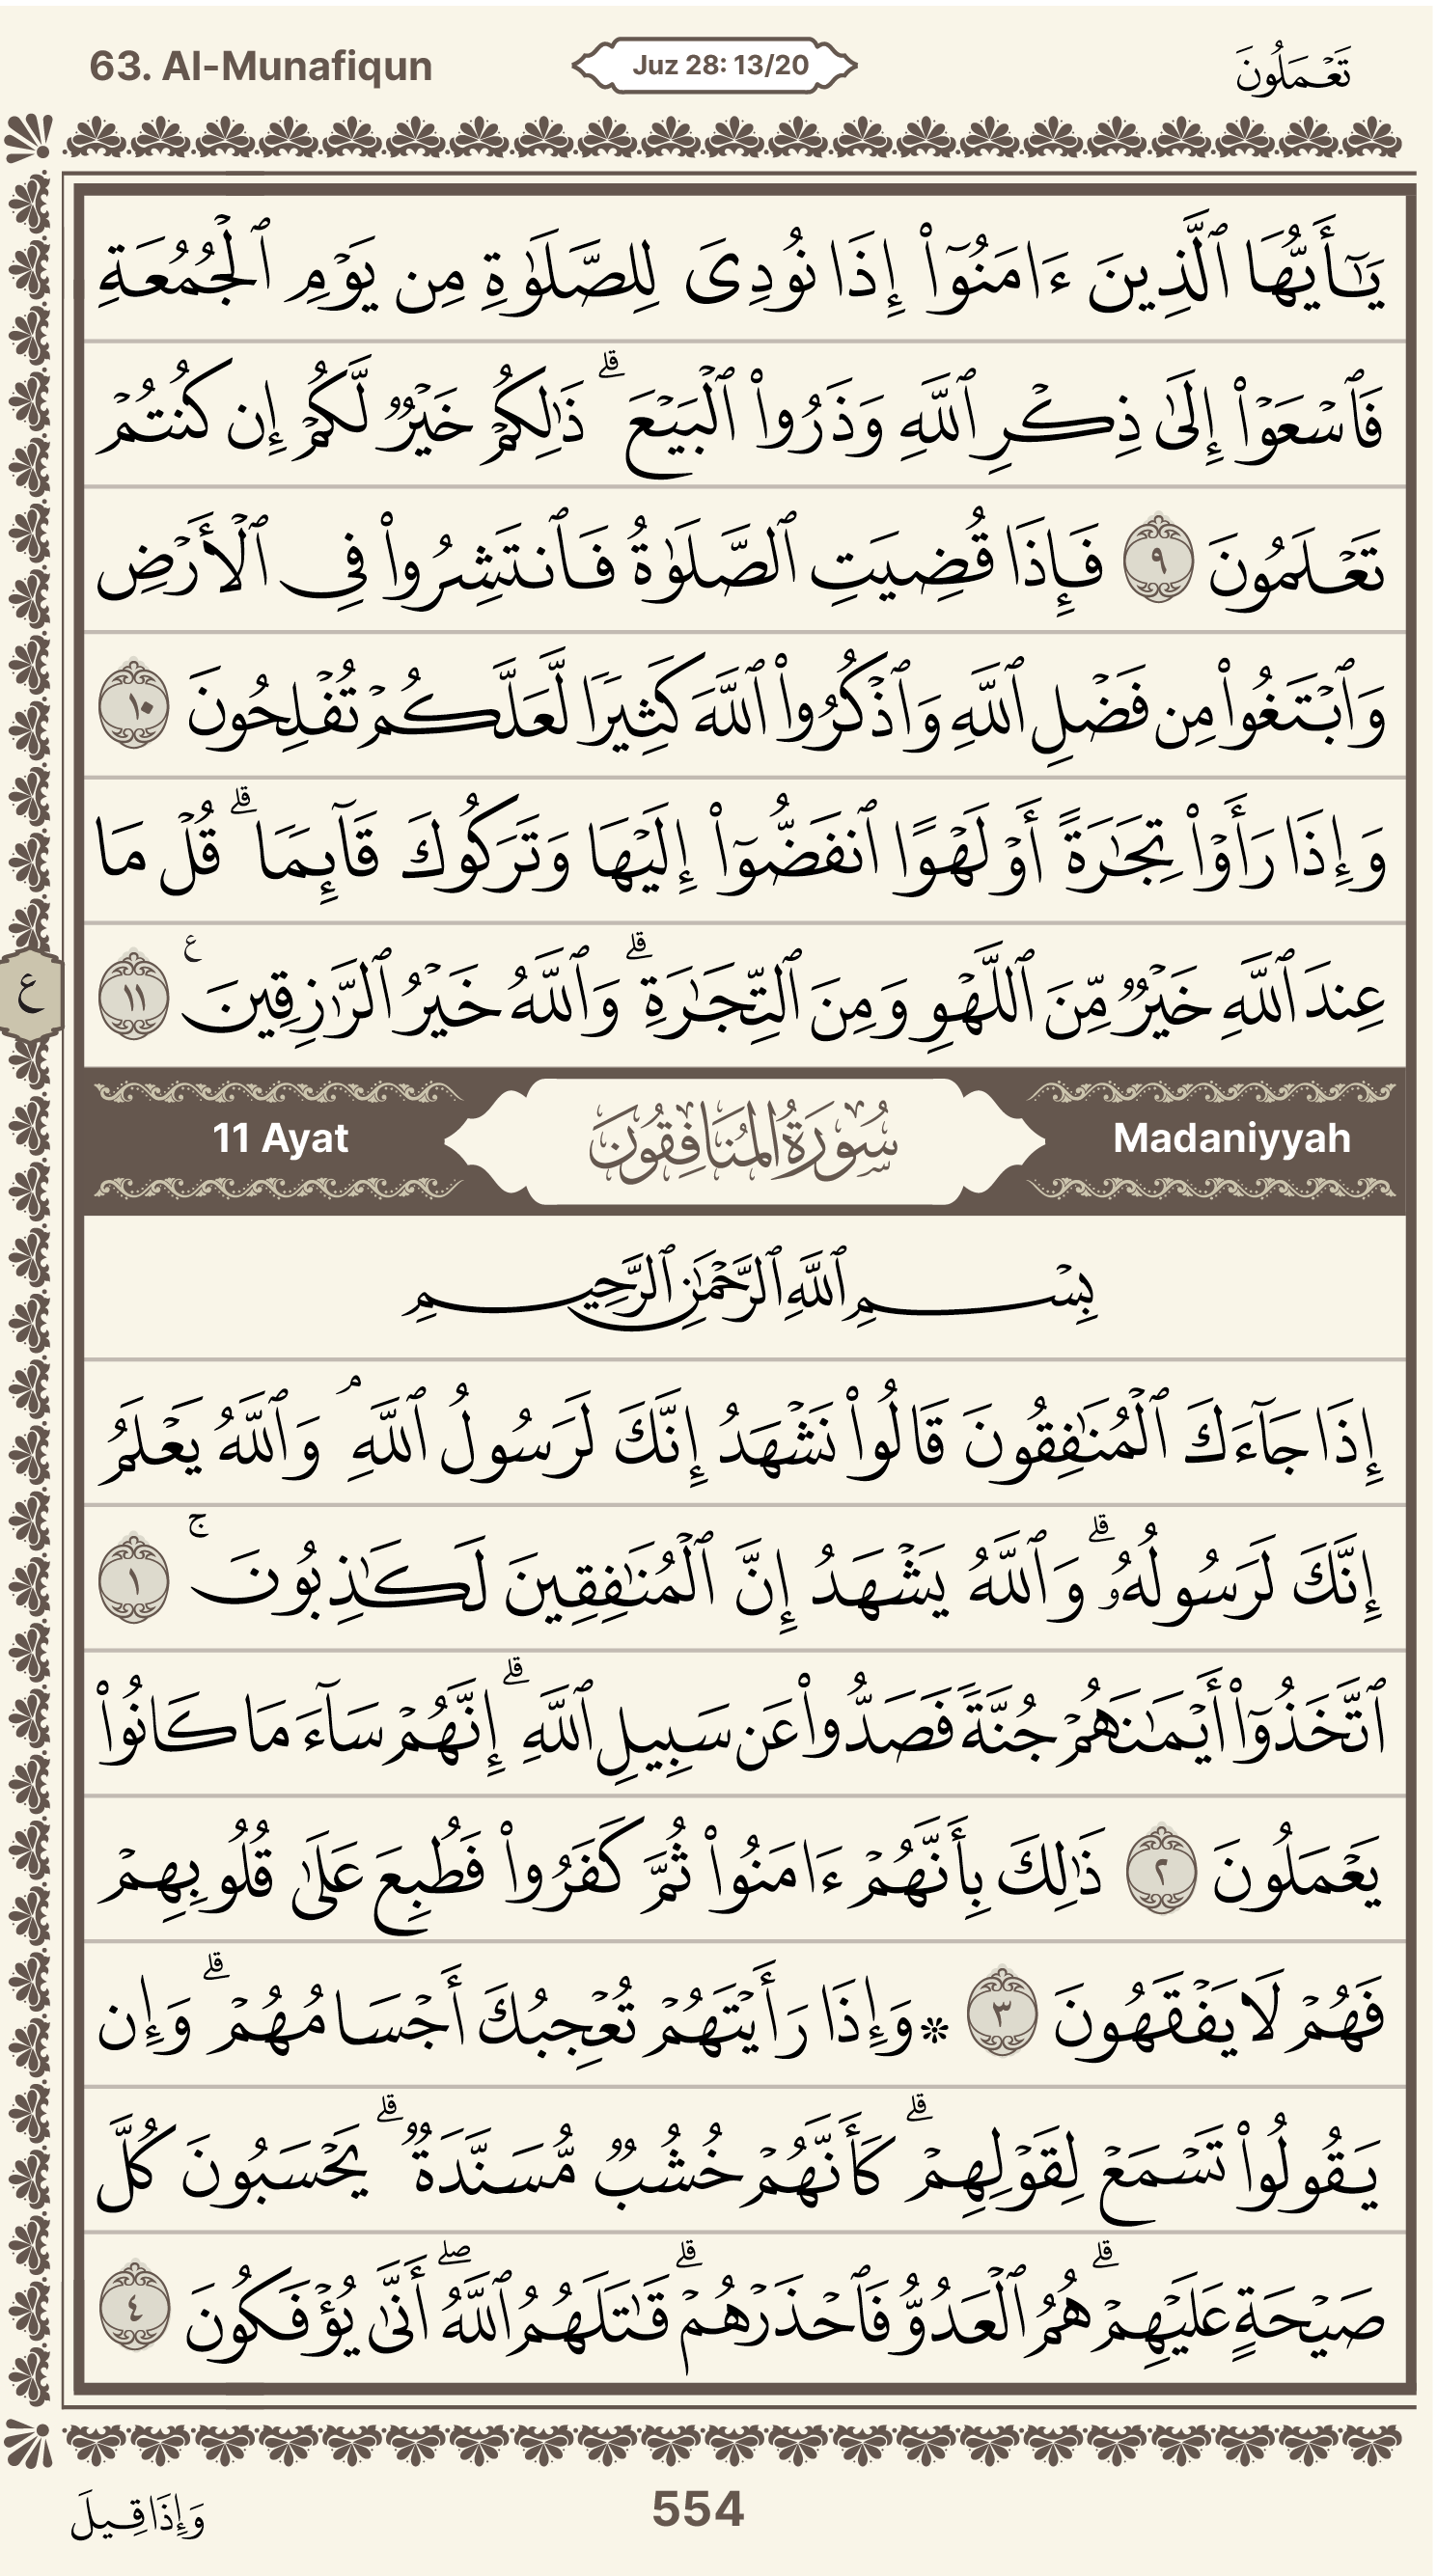 63. Al-Munafiqun
Juz 28: 13/20
تَعْمَلُونَ
يَٰٓأَيُّهَا ٱلَّذِينَ ءَامَنُوٓا۟ إِذَا نُودِىَ لِلصَّلَوٰةِ مِن يَوْمِ ٱلْجُمُعَةِ
فَٱسْعَوْا۟ إِلَىٰ ذِكْرِ ٱللَّهِ وَذَرُوا۟ ٱلْبَيْعَ ۗ ذَٰلِكُمْ خَيْرٌ لَّكُمْ إِن كُنتُمْ
تَعْلَمُونَ ٩ فَإِذَا قُضِيَتِ ٱلصَّلَوٰةُ فَٱنتَشِرُوا۟ فِى ٱلْأَرْضِ
وَٱبْتَغُوا۟ مِن فَضْلِ ٱللَّهِ وَٱذْكُرُوا۟ ٱللَّهَ كَثِيرًا لَّعَلَّكُمْ تُفْلِحُونَ ١٠
وَإِذَا رَأَوْا۟ تِجَٰرَةً أَوْ لَهْوًا ٱنفَضُّوٓا۟ إِلَيْهَا وَتَرَكُوكَ قَآئِمًا ۗ قُلْ مَا
عِندَ ٱللَّهِ خَيْرٌ مِّنَ ٱللَّهْوِ وَمِنَ ٱلتِّجَٰرَةِ ۗ وَٱللَّهُ خَيْرُ ٱلرَّٰزِقِينَ ع ١١
ع
11 Ayat
سُورَةُ المُنَافِقُونَ
Madaniyyah
بِسْمِ ٱللَّهِ ٱلرَّحْمَٰنِ ٱلرَّحِيمِ
إِذَا جَآءَكَ ٱلْمُنَٰفِقُونَ قَالُوا۟ نَشْهَدُ إِنَّكَ لَرَسُولُ ٱللَّهِ ۘ وَٱللَّهُ يَعْلَمُ
إِنَّكَ لَرَسُولُهُۥ ۗ وَٱللَّهُ يَشْهَدُ إِنَّ ٱلْمُنَٰفِقِينَ لَكَٰذِبُونَ ۚ ١
ٱتَّخَذُوٓا۟ أَيْمَٰنَهُمْ جُنَّةً فَصَدُّوا۟ عَن سَبِيلِ ٱللَّهِ ۗ إِنَّهُمْ سَآءَ مَا كَانُوا۟
يَعْمَلُونَ ٢ ذَٰلِكَ بِأَنَّهُمْ ءَامَنُوا۟ ثُمَّ كَفَرُوا۟ فَطُبِعَ عَلَىٰ قُلُوبِهِمْ
فَهُمْ لَا يَفْقَهُونَ ٣ * وَإِذَا رَأَيْتَهُمْ تُعْجِبُكَ أَجْسَامُهُمْ ۗ وَإِن
يَقُولُوا۟ تَسْمَعْ لِقَوْلِهِمْ ۗ كَأَنَّهُمْ خُشُبٌ مُّسَنَّدَةٌ ۗ يَحْسَبُونَ كُلَّ
صَيْحَةٍ عَلَيْهِمْ ۗ هُمُ ٱلْعَدُوُّ فَٱحْذَرْهُمْ ۗ قَٰتَلَهُمُ ٱللَّهُ ۖ أَنَّىٰ يُؤْفَكُونَ ٤
554
وَإِذَا قِيلَ